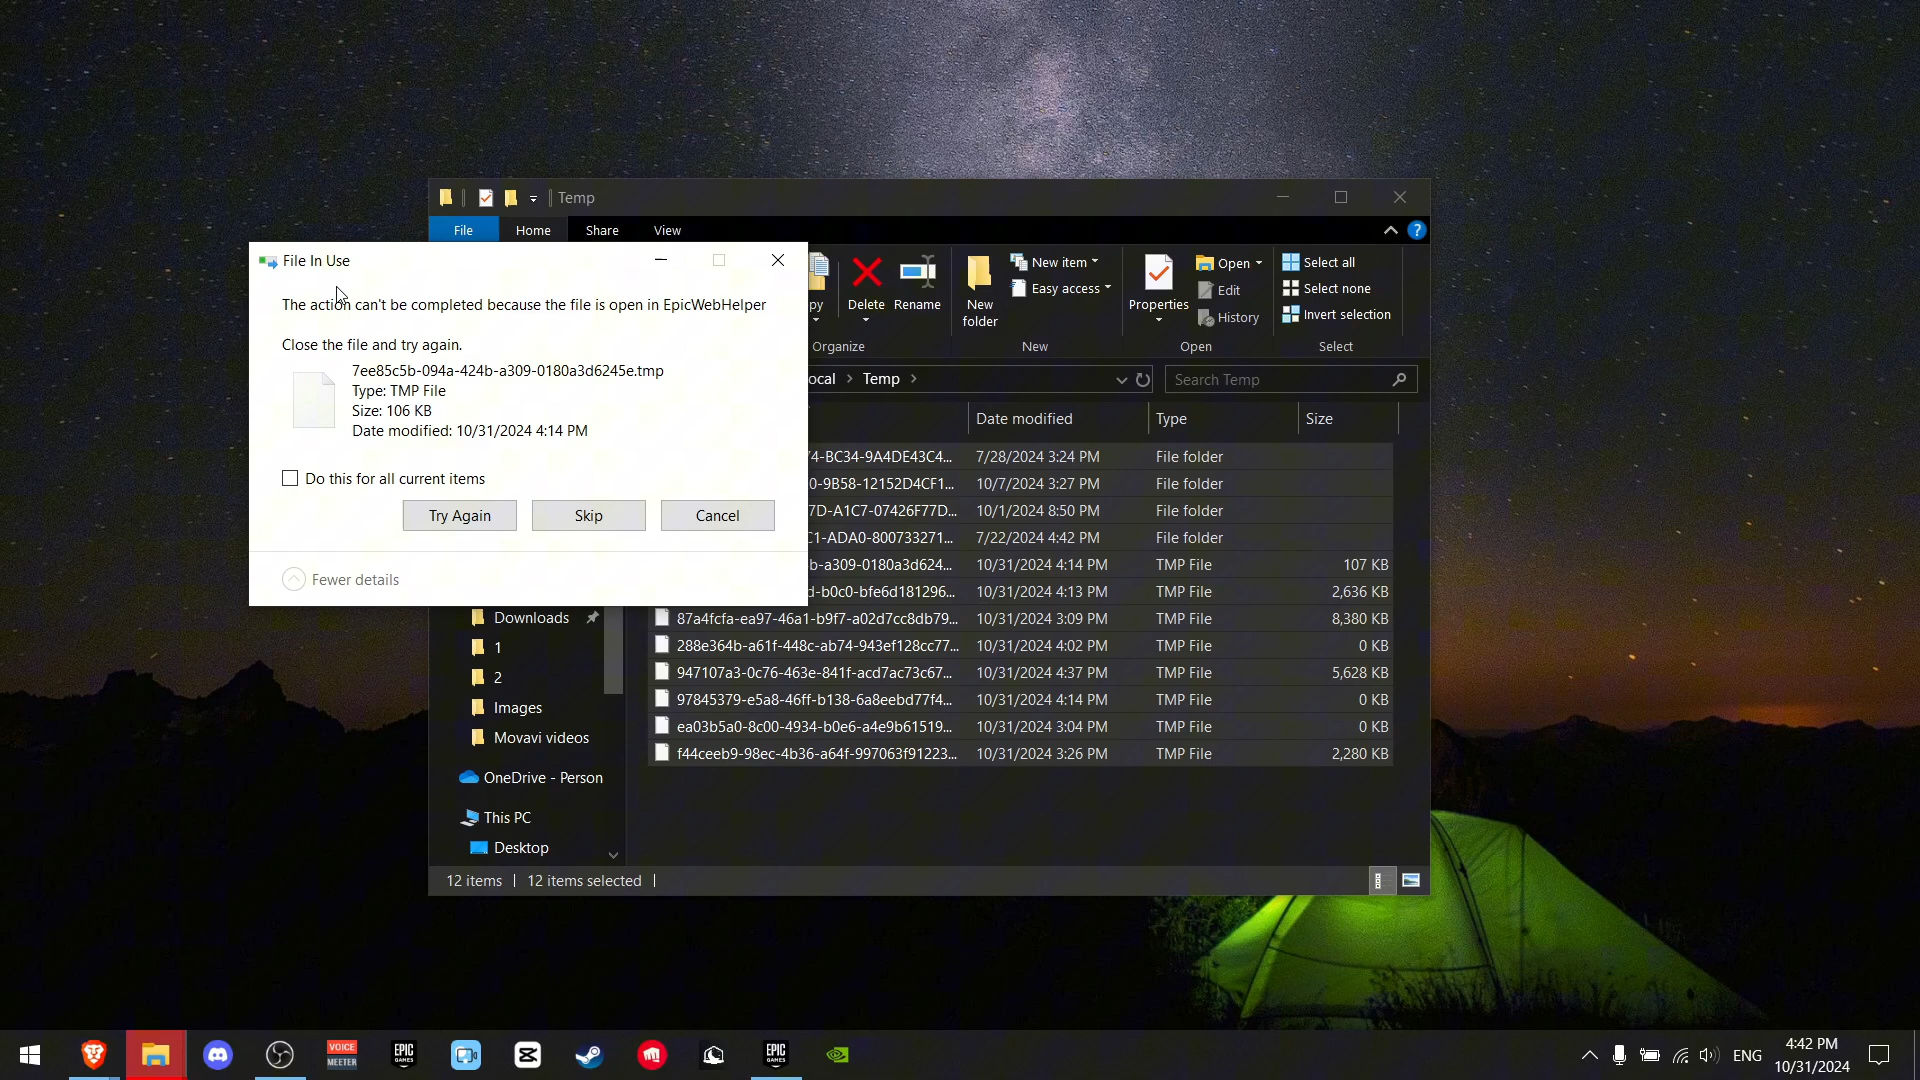 Temp
File
Home
Share
View
File In Use
The action can't be completed because the file is open in EpicWebHelper
Close the file and try again.
7ee85c5b-094a-424b-a309-0180a3d6245e.tmp
Type: TMP File
Size: 106 KB
Date modified: 10/31/2024 4:14 PM
Do this for all current items
Try Again
Skip
Cancel
Fewer details
py
Delete
Rename
Organize
New folder
New item
Easy access
New
Properties
Open
Edit
History
Open
Select all
Select none
Invert selection
Select
ocal > Temp >
Search Temp
Date modified
Type
Size
4-BC34-9A4DE43C4... 7/28/2024 3:24 PM File folder
0-9B58-12152D4CF1... 10/7/2024 3:27 PM File folder
7D-A1C7-07426F77D... 10/1/2024 8:50 PM File folder
C1-ADA0-800733271... 7/22/2024 4:42 PM File folder
b-a309-0180a3d624... 10/31/2024 4:14 PM TMP File 107 KB
d-b0c0-bfe6d181296... 10/31/2024 4:13 PM TMP File 2,636 KB
87a4fcfa-ea97-46a1-b9f7-a02d7cc8db79... 10/31/2024 3:09 PM TMP File 8,380 KB
288e364b-a61f-448c-ab74-943ef128cc77... 10/31/2024 4:02 PM TMP File 0 KB
947107a3-0c76-463e-841f-acd7ac73c67... 10/31/2024 4:37 PM TMP File 5,628 KB
97845379-e5a8-46ff-b138-6a8eebd77f4... 10/31/2024 4:14 PM TMP File 0 KB
ea03b5a0-8c00-4934-b0e6-a4e9b61519... 10/31/2024 3:04 PM TMP File 0 KB
f44ceeb9-98ec-4b36-a64f-997063f91223... 10/31/2024 3:26 PM TMP File 2,280 KB
Downloads
1
2
Images
Movavi videos
OneDrive - Person
This PC
Desktop
12 items
12 items selected
VOICE
MEETER
EPIC
GAMES
EPIC
GAMES
ENG
4:42 PM
10/31/2024